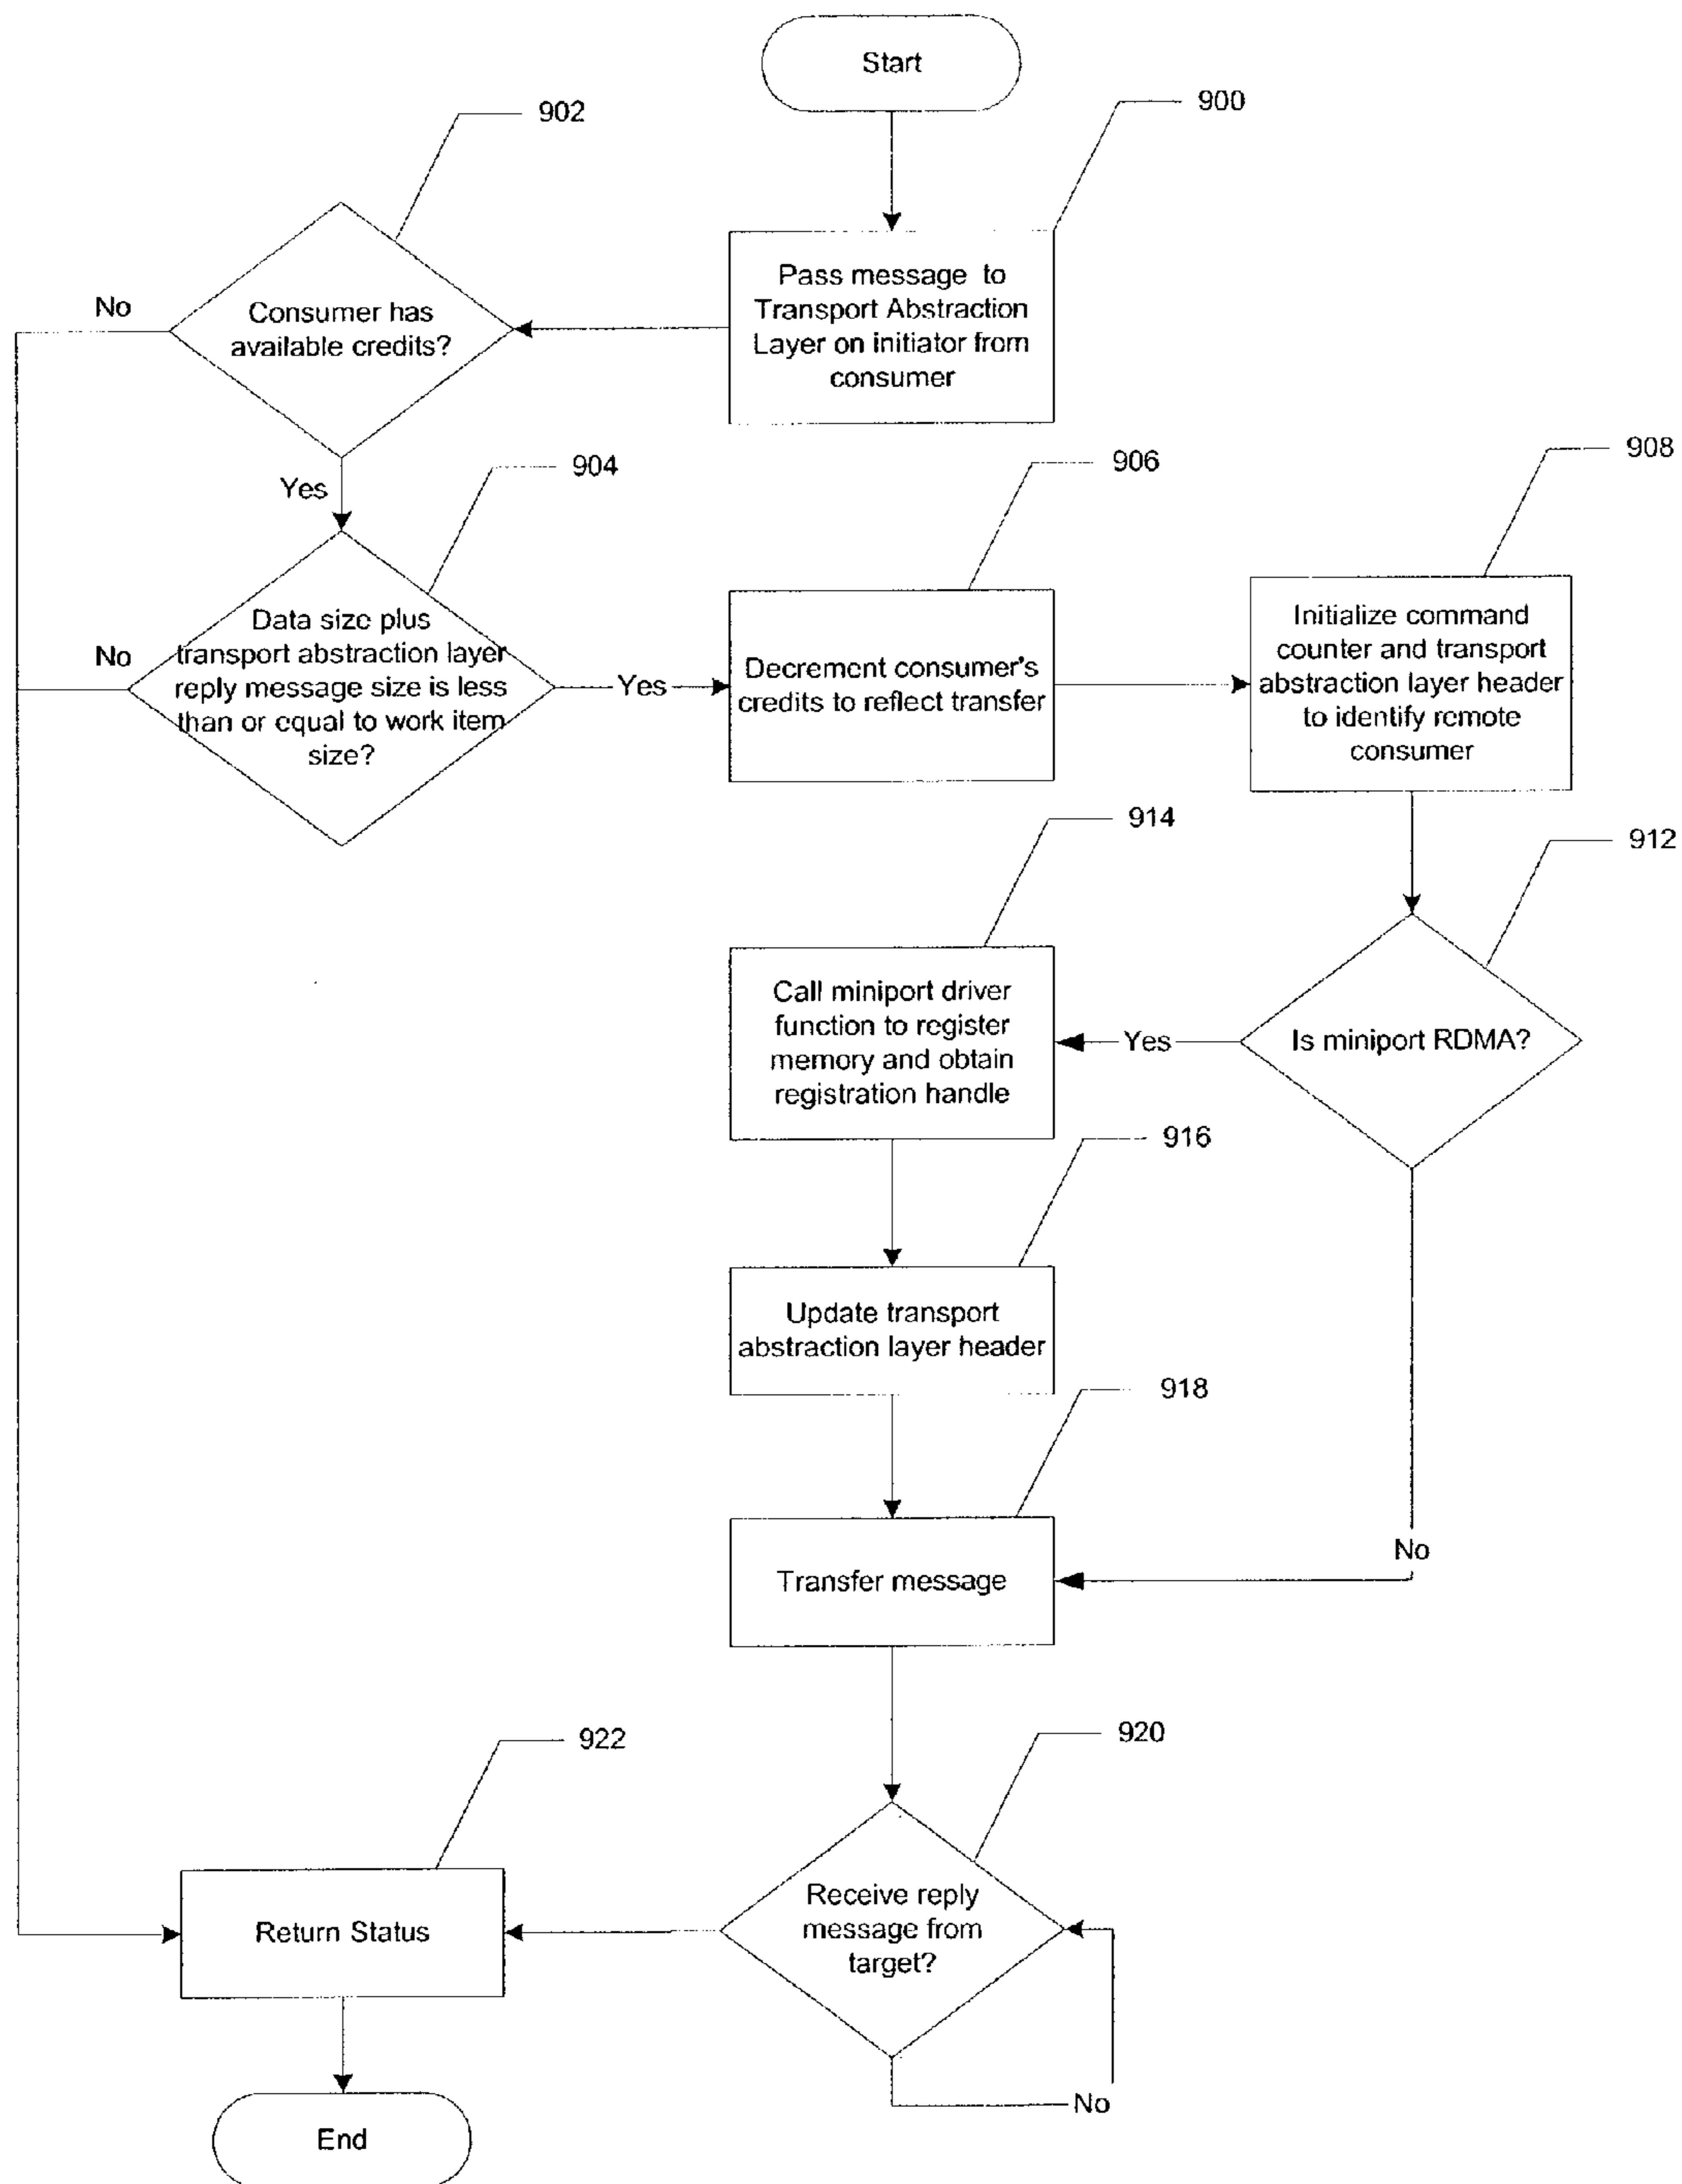 Start
900
902
Pass message to
Transport Abstraction
Layer on initiator from
consumer
No
Consumer has
available credits?
Yes
904
906
908
No
Data size plus
transport abstraction layer
reply message size is less
than or equal to work item
size?
Yes
Decrement consumer's
credits to reflect transfer
Initialize command
counter and transport
abstraction layer header
to identify remote
consumer
914
912
Call miniport driver
function to register
memory and obtain
registration handle
Yes
Is miniport RDMA?
916
Update transport
abstraction layer header
918
No
Transfer message
922
920
Return Status
Receive reply
message from
target?
No
End